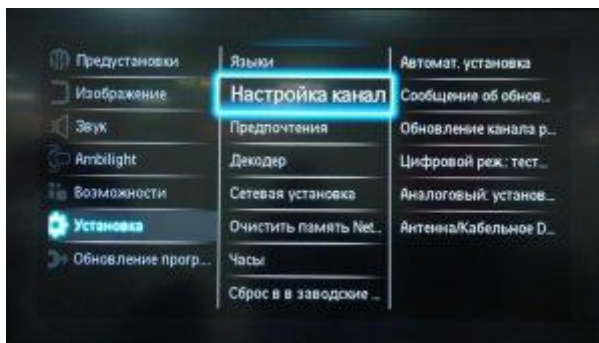 Предустановки
Изображение
Звук
Ambilight
Возможности
Установка
Обновление прогр...
Языки
Настройка канал
Предпочтения
Декодер
Сетевая установка
Очистить память Net..
Часы
Сброс в в заводские ...
Автомат. установка
Сообщение об обнов...
Обновление канала р...
Цифровой реж.: тест...
Аналоговый: установ...
Антенна/Кабельное D...